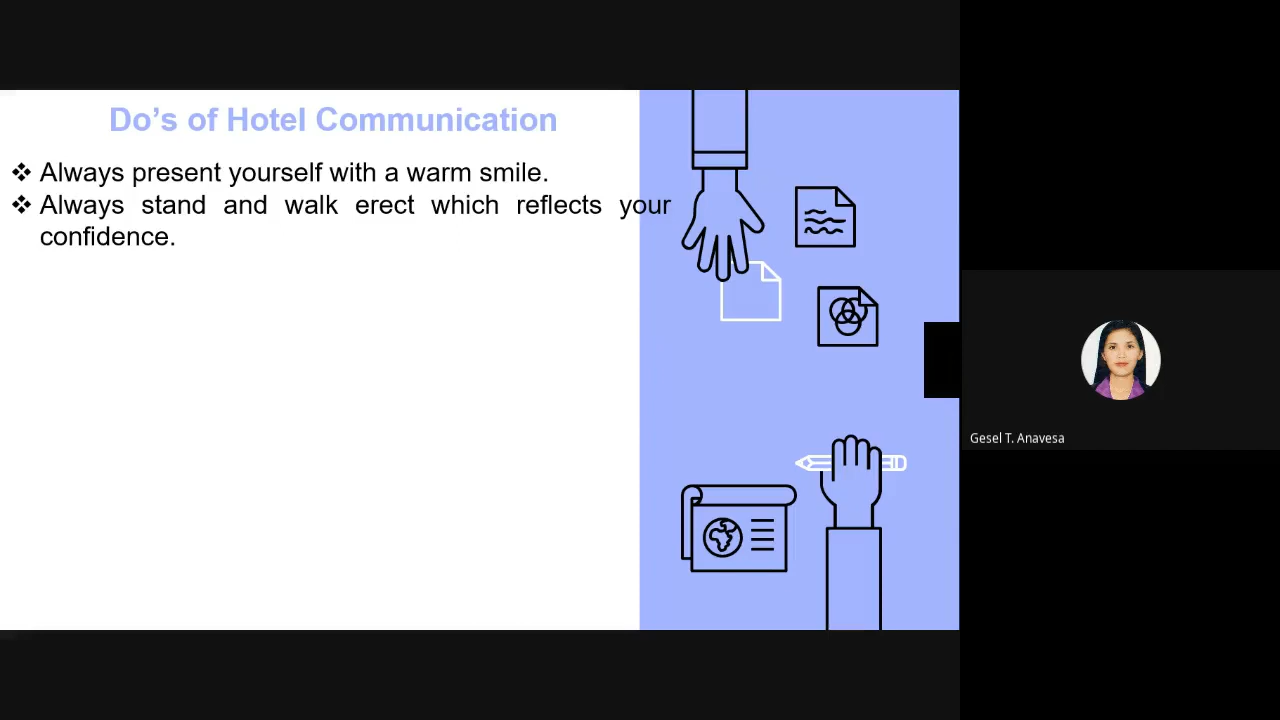 Do’s of Hotel Communication
❖ Always present yourself with a warm smile.
❖ Always stand and walk erect which reflects your
confidence.
Gesel T. Anavesa